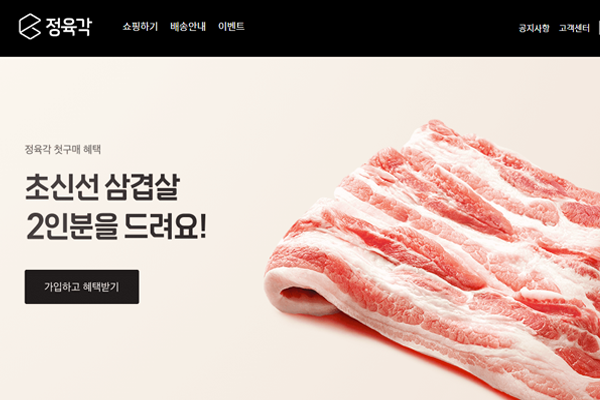 정육각
쇼핑하기 배송안내 이벤트
공지사항 고객센터
정육각 첫구매 혜택
초신선 삼겹살
2인분을 드려요!
가입하고 혜택받기